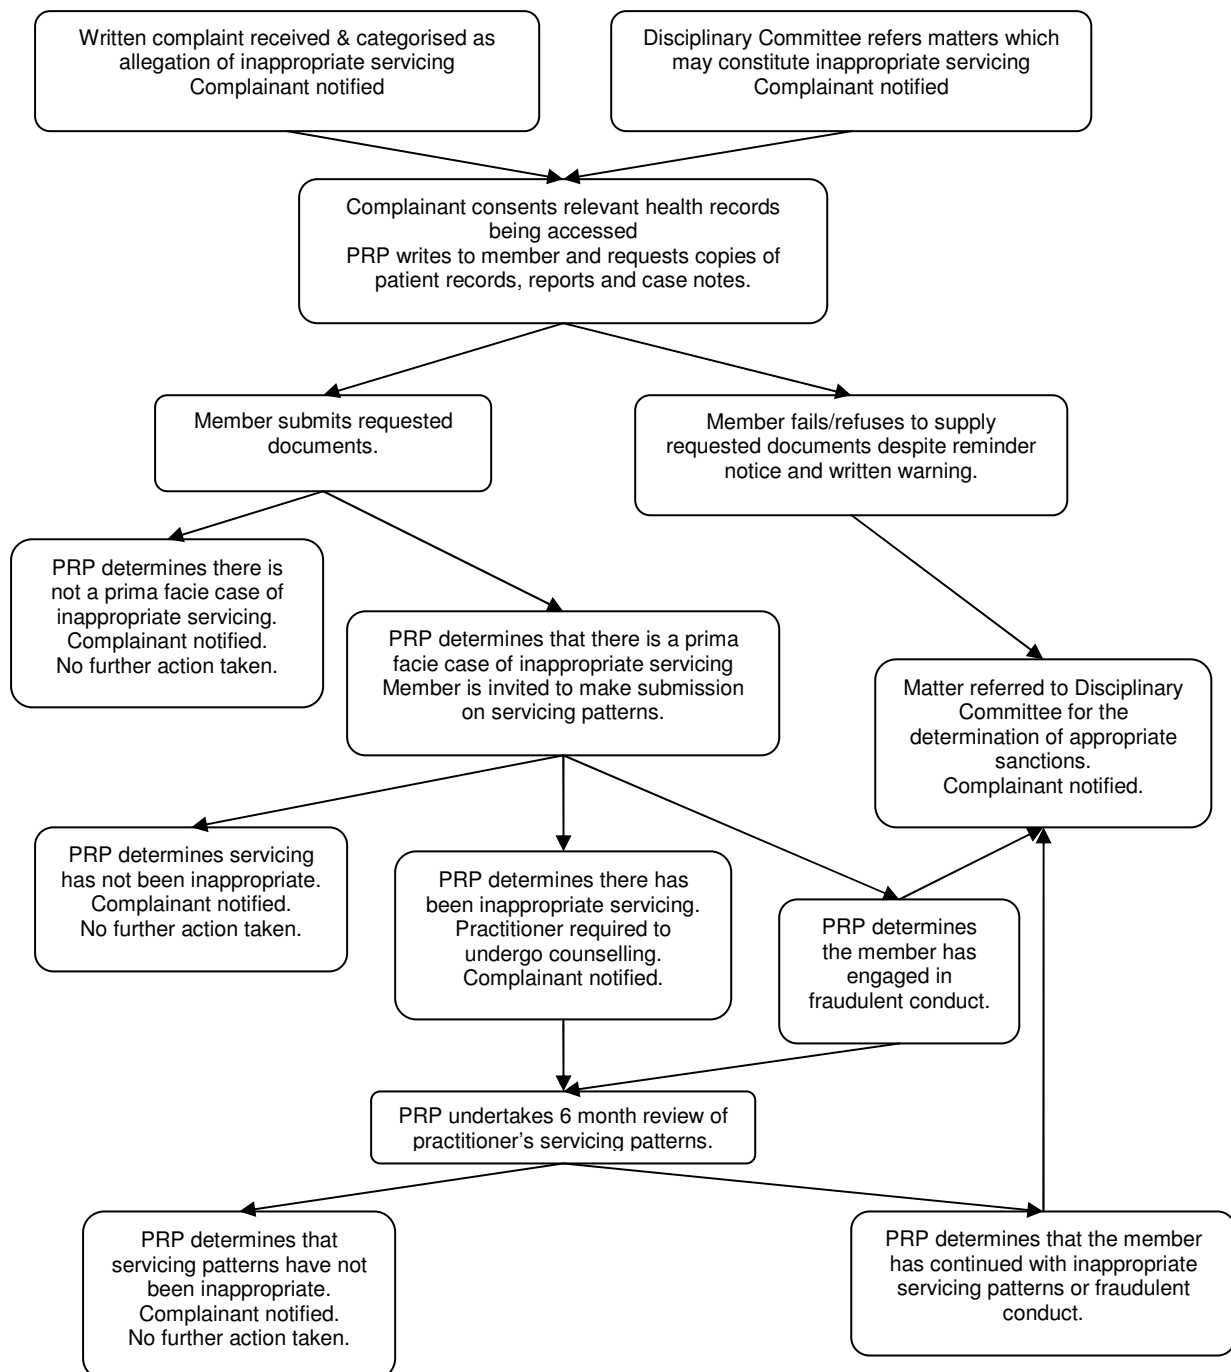 Written complaint received & categorised as
allegation of inappropriate servicing
Complainant notified
Disciplinary Committee refers matters which
may constitute inappropriate servicing
Complainant notified
Complainant consents relevant health records
being accessed
PRP writes to member and requests copies of
patient records, reports and case notes.
Member submits requested
documents.
Member fails/refuses to supply
requested documents despite reminder
notice and written warning.
PRP determines there is
not a prima facie case of
inappropriate servicing.
Complainant notified.
No further action taken.
PRP determines that there is a prima
facie case of inappropriate servicing
Member is invited to make submission
on servicing patterns.
Matter referred to Disciplinary
Committee for the
determination of appropriate
sanctions.
Complainant notified.
PRP determines servicing
has not been inappropriate.
Complainant notified.
No further action taken.
PRP determines there has
been inappropriate servicing.
Practitioner required to
undergo counselling.
Complainant notified.
PRP determines
the member has
engaged in
fraudulent conduct.
PRP undertakes 6 month review of
practitioner’s servicing patterns.
PRP determines that
servicing patterns have not
been inappropriate.
Complainant notified.
No further action taken.
PRP determines that the member
has continued with inappropriate
servicing patterns or fraudulent
conduct.